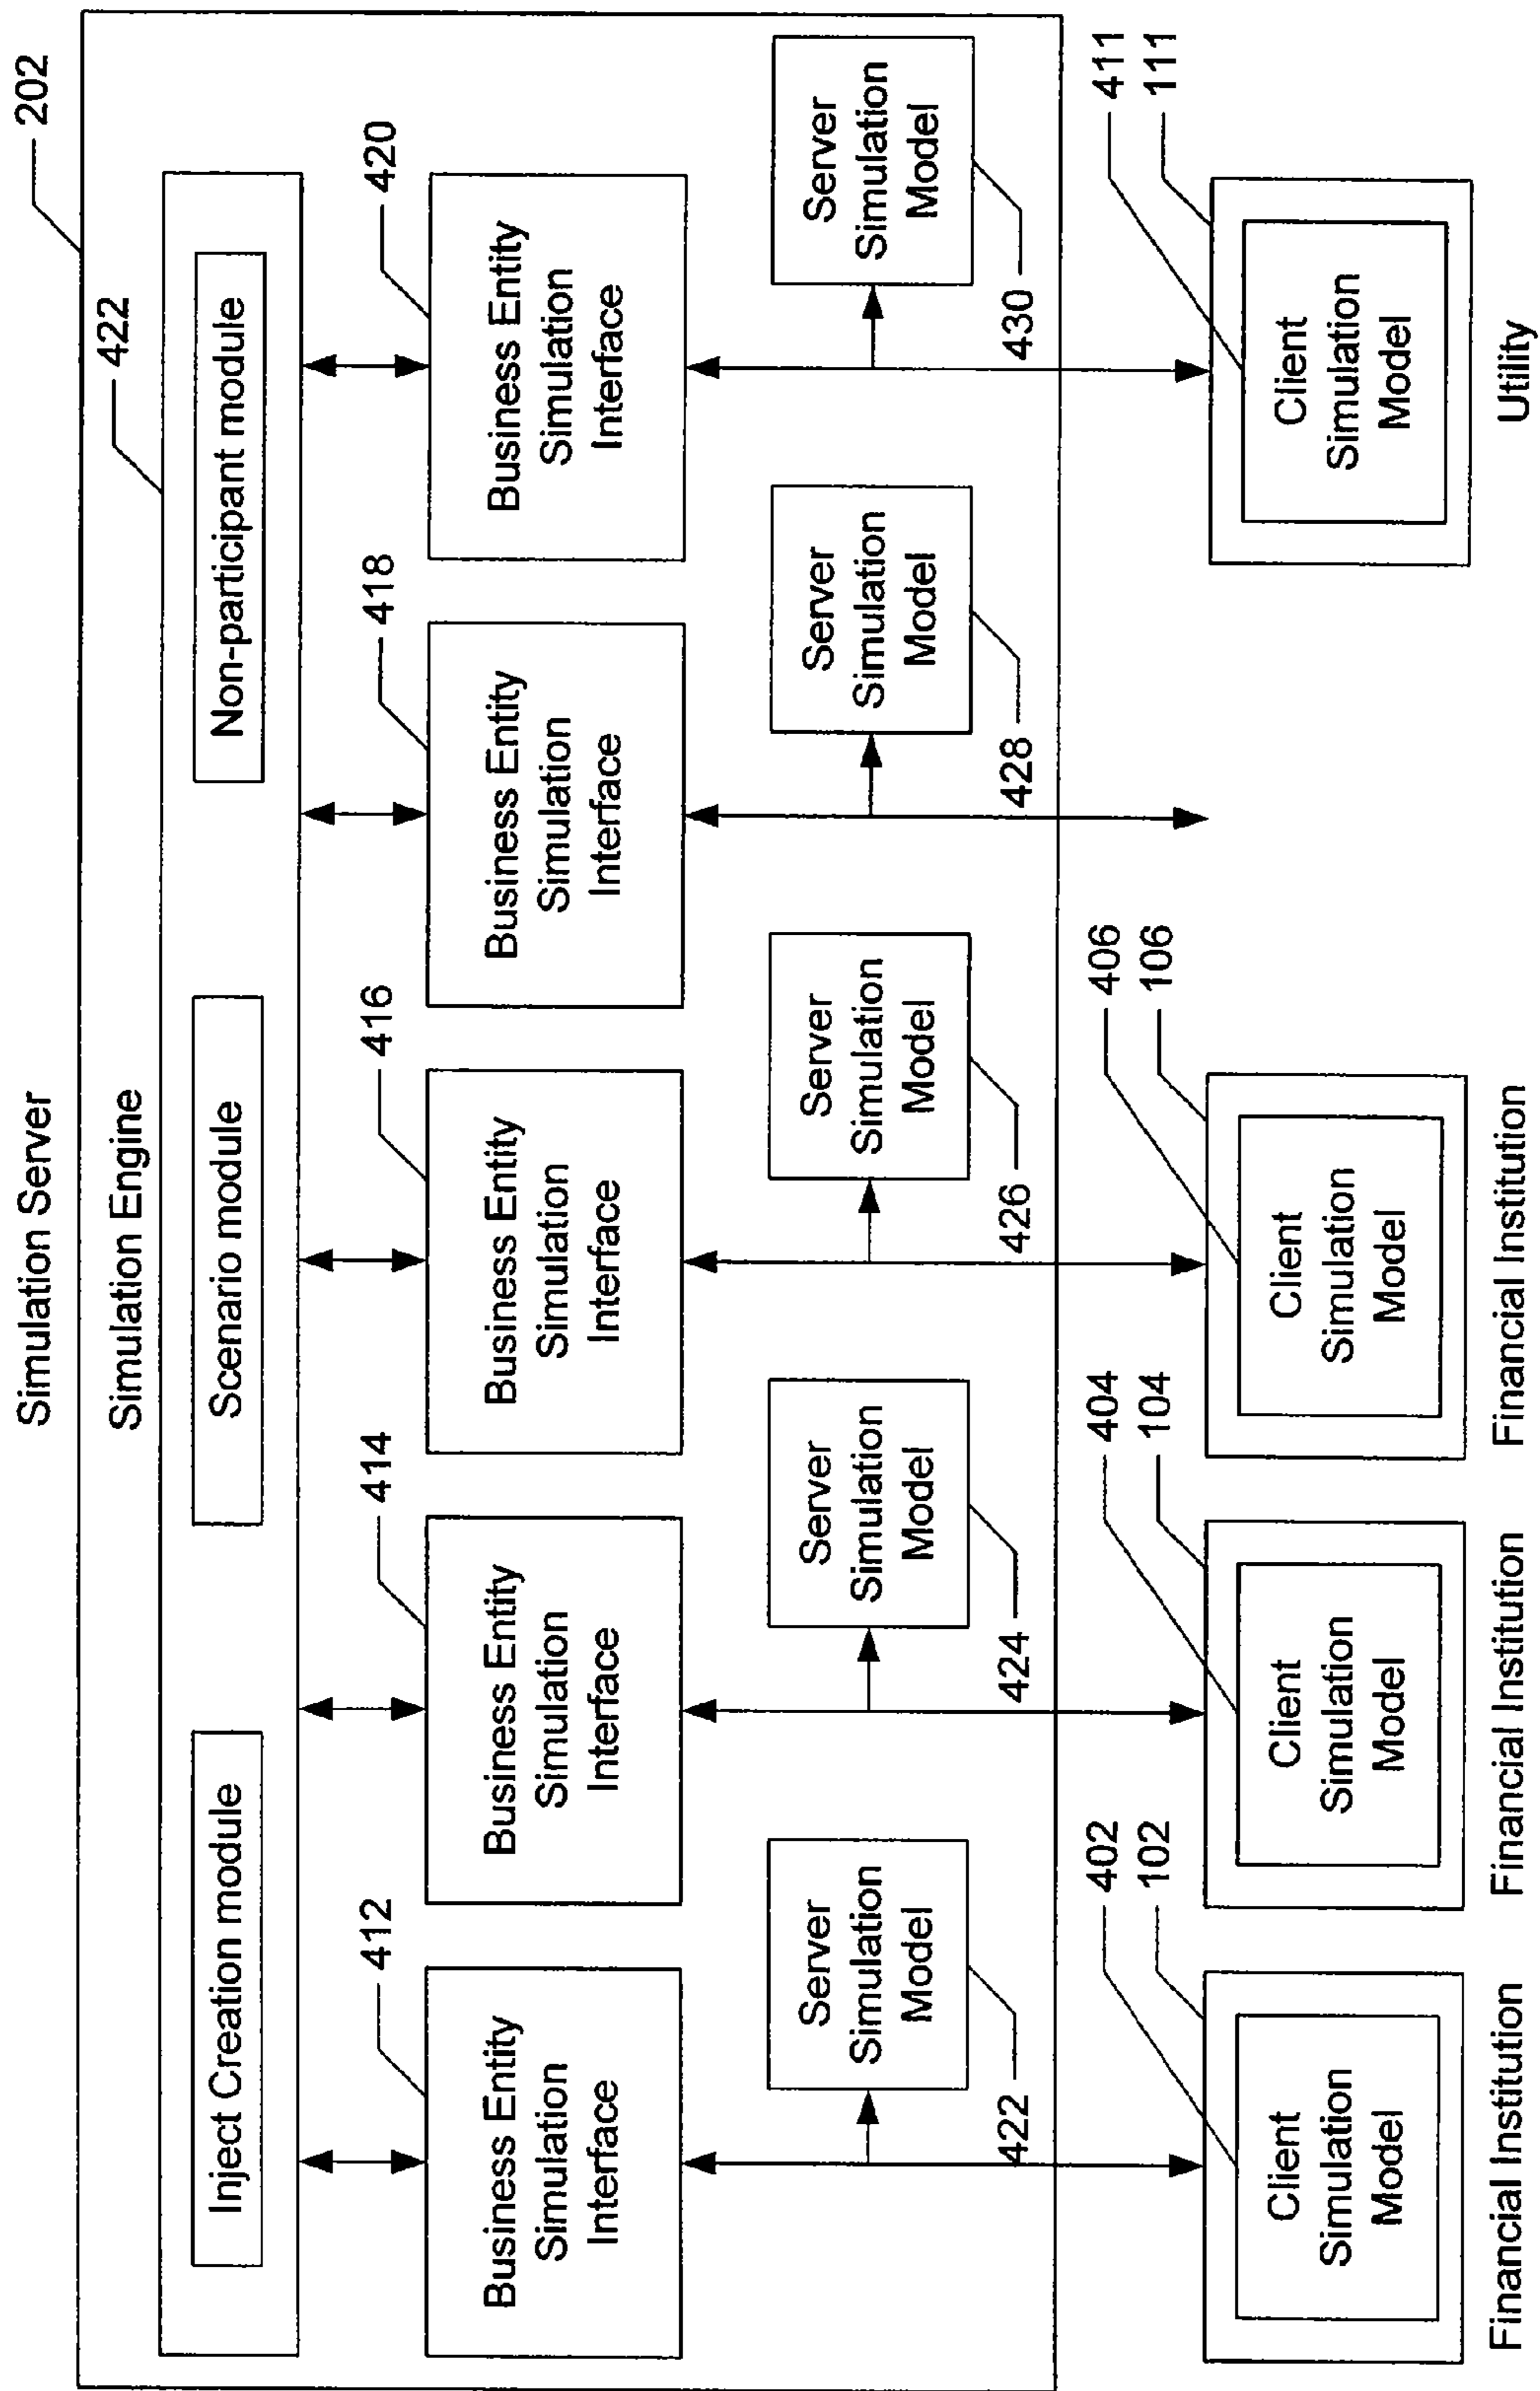 Simulation Server
202
Simulation Engine
422
Inject Creation module
Scenario module
Non-participant module
412
414
416
418
420
Business Entity
Simulation
Interface
Business Entity
Simulation
Interface
Business Entity
Simulation
Interface
Business Entity
Simulation
Interface
Business Entity
Simulation
Interface
Server
Simulation
Model
Server
Simulation
Model
Server
Simulation
Model
Server
Simulation
Model
Server
Simulation
Model
422
424
426
428
430
402
102
404
104
406
106
411
111
Client
Simulation
Model
Client
Simulation
Model
Client
Simulation
Model
Client
Simulation
Model
Financial Institution
Financial Institution
Financial Institution
Utility